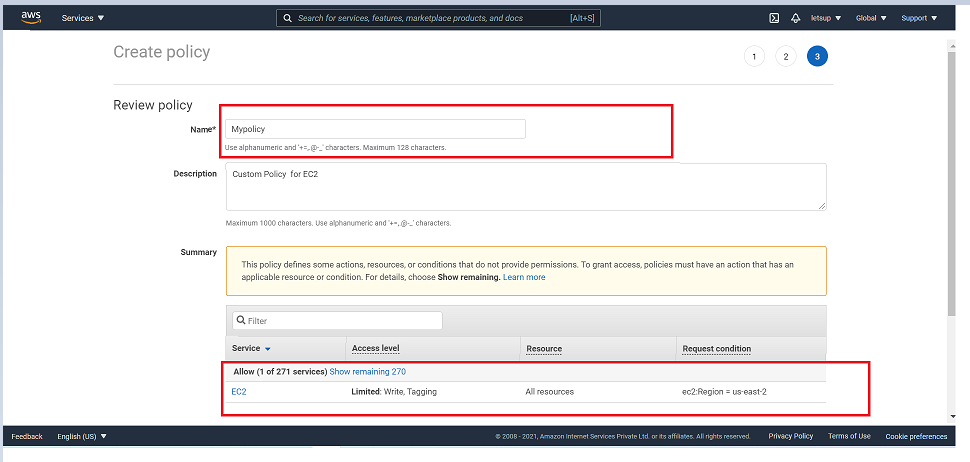 aws Services Search for services, features, marketplace products, and docs [Alt+S] letsup Global Support
Create policy 1 2 3
Review policy
Name* Mypolicy
Use alphanumeric and '+=,.@-_' characters. Maximum 128 characters.
Description Custom Policy for EC2
Maximum 1000 characters. Use alphanumeric and '+=,.@-_' characters.
Summary
This policy defines some actions, resources, or conditions that do not provide permissions. To grant access, policies must have an action that has an
applicable resource or condition. For details, choose Show remaining. Learn more
Filter
Service Access level Resource Request condition
Allow (1 of 271 services) Show remaining 270
EC2 Limited: Write, Tagging All resources ec2:Region = us-east-2
Feedback English (US) © 2008 - 2021, Amazon Internet Services Private Ltd. or its affiliates. All rights reserved. Privacy Policy Terms of Use Cookie preferences